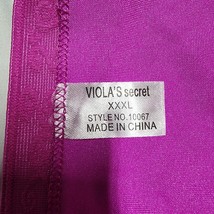 VIOLA'S secret
XXXL
STYLE NO.10067
MADE IN CHINA